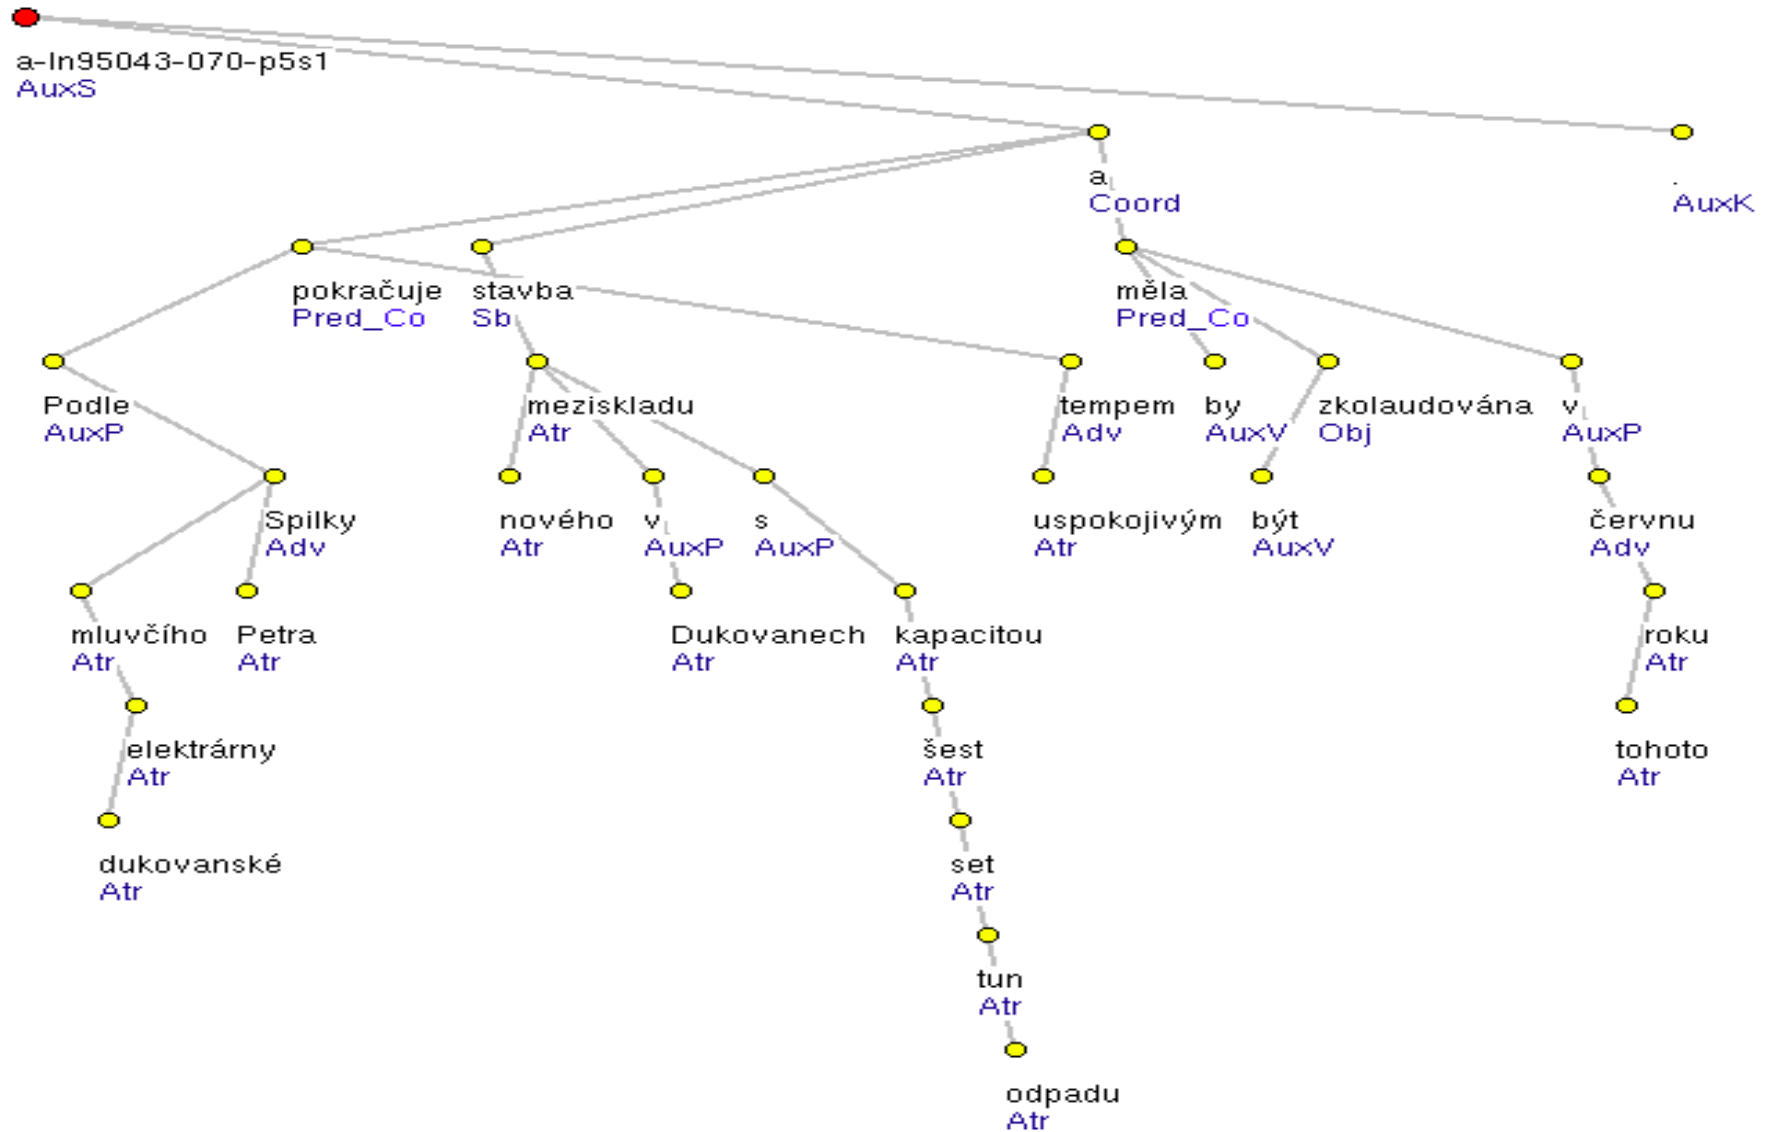 a-ln95043-070-p5s1
AuxS
a .
Coord AuxK
pokračuje stavba měla
Pred_Co Sb Pred_Co
Podle meziskladu tempem by zkolaudována v
AuxP Atr Adv AuxV Obj AuxP
Spilky nového v s uspokojivým být červnu
Adv Atr AuxP AuxP Atr AuxV Adv
mluvčího Petra Dukovanech kapacitou roku
Atr Atr Atr Atr Atr
elektrárny šest tohoto
Atr Atr Atr
dukovanské set
Atr Atr
tun
Atr
odpadu
Atr